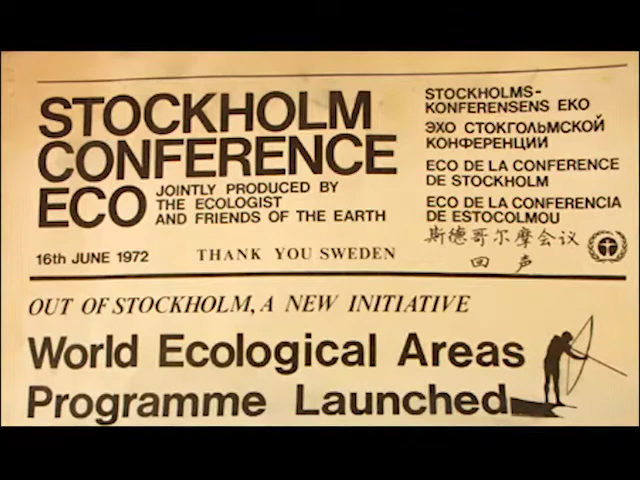 STOCKHOLM
CONFERENCE
ECO
JOINTLY PRODUCED BY
THE ECOLOGIST
AND FRIENDS OF THE EARTH
16th JUNE 1972
THANK YOU SWEDEN
STOCKHOLMS-
KONFERENSENS EKO
ЭХО СТОКГОЛЬМСКОЙ
КОНФЕРЕНЦИИ
ECO DE LA CONFERENCE
DE STOCKHOLM
ECO DE LA CONFERENCIA
DE ESTOCOLMOU
斯德哥尔摩会议
回声
OUT OF STOCKHOLM, A NEW INITIATIVE
World Ecological Areas
Programme Launched